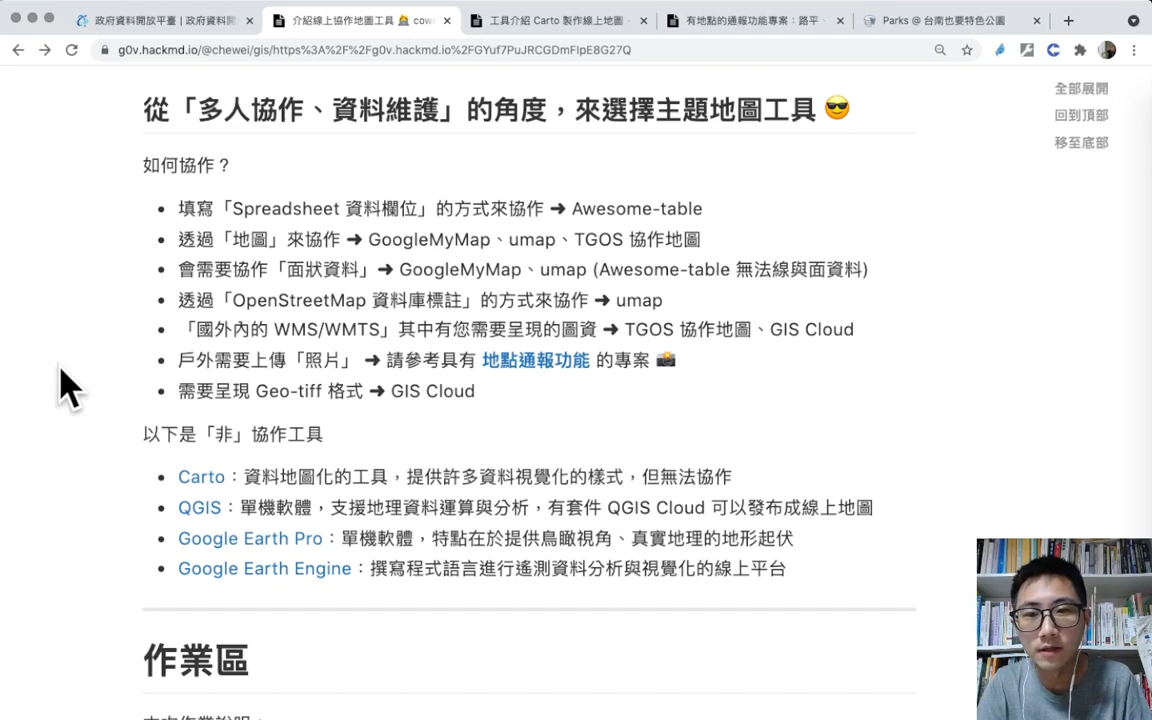 政府資料開放平臺 | 政府資料
介紹線上協作地圖工具 🙋 cow
工具介紹 Carto 製作線上地圖 -
有地點的通報功能專案：路平、
Parks @ 台南也要特色公園
g0v.hackmd.io/@chewei/gis/https%3A%2F%2Fg0v.hackmd.io%2FGYuf7PuJRCGDmFlpE8G27Q
全部展開
回到頂部
移至底部
從「多人協作、資料維護」的角度，來選擇主題地圖工具 😎
如何協作？
• 填寫「Spreadsheet 資料欄位」的方式來協作 ➜ Awesome-table
• 透過「地圖」來協作 ➜ GoogleMyMap、umap、TGOS 協作地圖
• 會需要協作「面狀資料」➜ GoogleMyMap、umap (Awesome-table 無法線與面資料)
• 透過「OpenStreetMap 資料庫標註」的方式來協作 ➜ umap
• 「國外內的 WMS/WMTS」其中有您需要呈現的圖資 ➜ TGOS 協作地圖、GIS Cloud
• 戶外需要上傳「照片」 ➜ 請參考具有 地點通報功能 的專案 📸
• 需要呈現 Geo-tiff 格式 ➜ GIS Cloud
以下是「非」協作工具
• Carto：資料地圖化的工具，提供許多資料視覺化的樣式，但無法協作
• QGIS：單機軟體，支援地理資料運算與分析，有套件 QGIS Cloud 可以發布成線上地圖
• Google Earth Pro：單機軟體，特點在於提供鳥瞰視角、真實地理的地形起伏
• Google Earth Engine：撰寫程式語言進行遙測資料分析與視覺化的線上平台
作業區